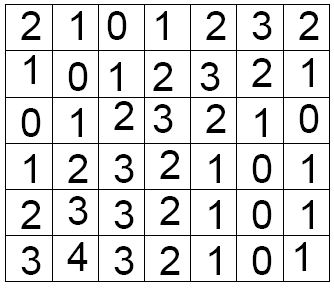 2 1 0 1 2 3 2
1 0 1 2 3 2 1
0 1 2 3 2 1 0
1 2 3 2 1 0 1
2 3 3 2 1 0 1
3 4 3 2 1 0 1